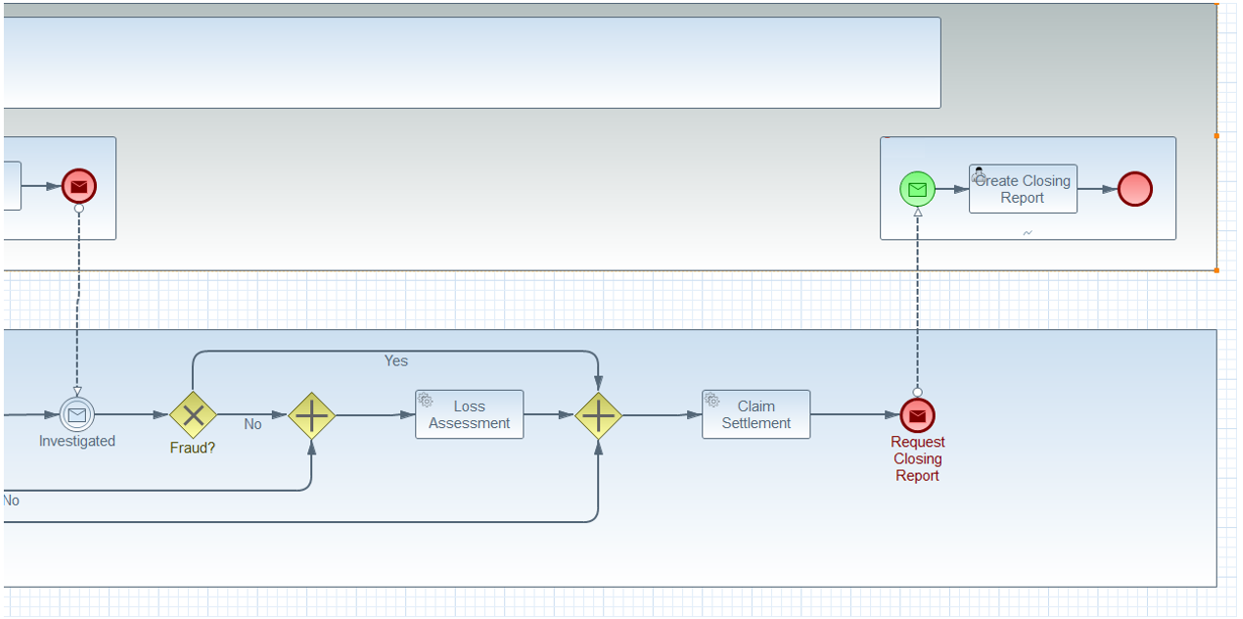 Create Closing
Report
Yes
Investigated
Fraud?
No
Loss
Assessment
Claim
Settlement
Request
Closing
Report
No